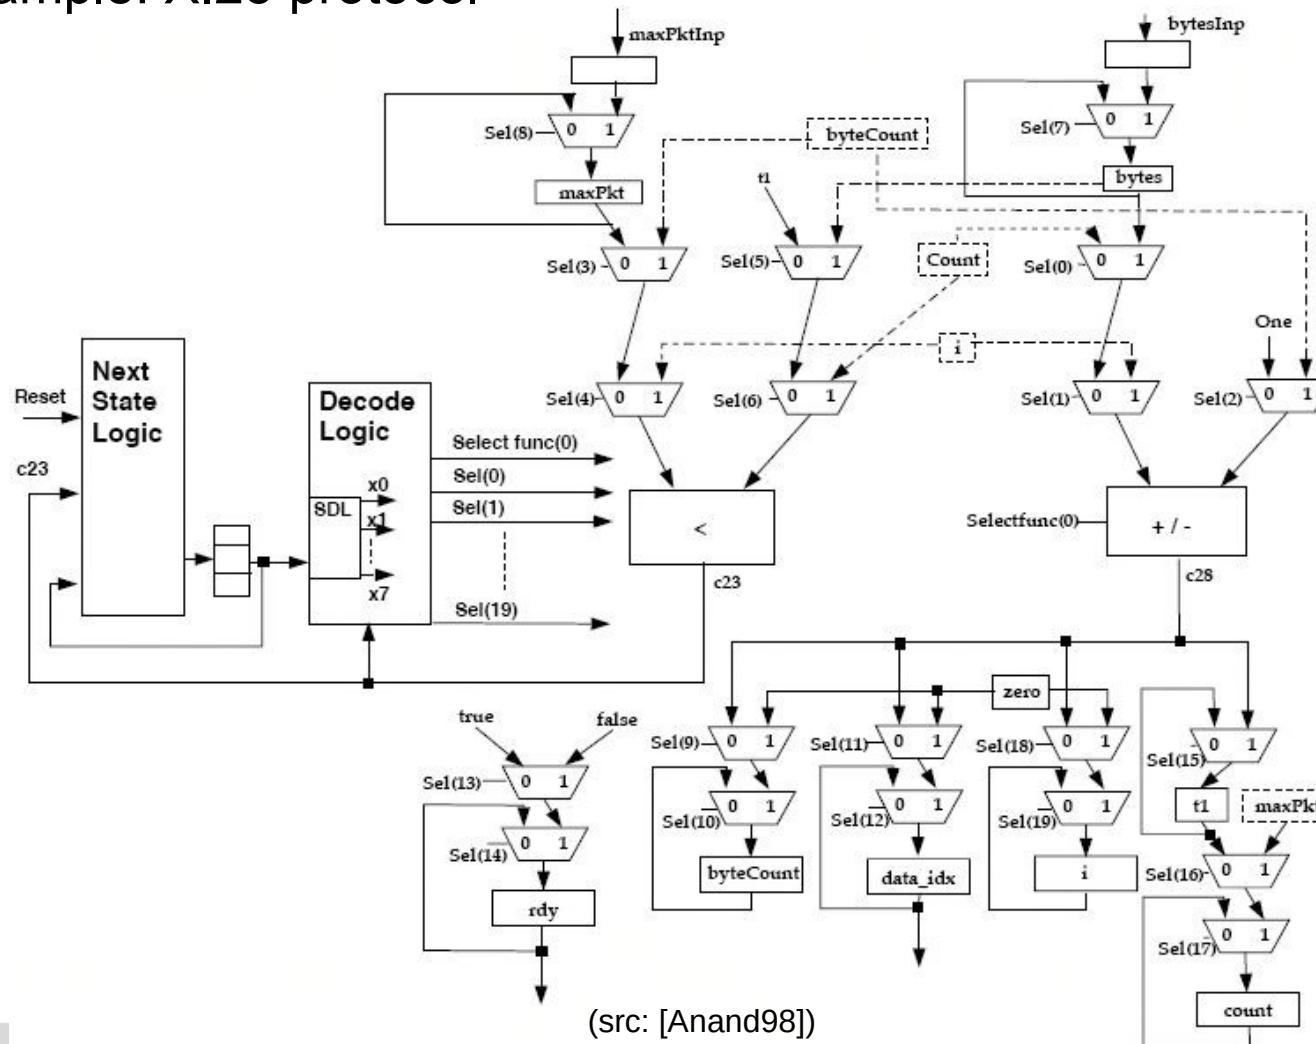 ample: X.25 protocol
maxPktInp
bytesInp
Sel(8)
0 1
Sel(7)
0 1
byteCount
maxPkt
t1
bytes
Sel(3)
0 1
Sel(5)
0 1
Count
Sel(0)
0 1
One
i
Sel(4)
0 1
Sel(6)
0 1
Sel(1)
0 1
Sel(2)
0 1
Reset
c23
Next
State
Logic
Decode
Logic
SDL
x0
x1
x7
Select func(0)
Sel(0)
Sel(1)
Sel(19)
<
c23
Selectfunc(0)
+ / -
c28
zero
true
false
Sel(13)
0 1
Sel(14)
0 1
rdy
Sel(9)
0 1
Sel(10)
0 1
byteCount
Sel(11)
0 1
Sel(12)
0 1
data_idx
Sel(18)
0 1
Sel(19)
0 1
i
Sel(15)
0 1
t1
maxPkt
Sel(16)
0 1
Sel(17)
0 1
count
(src: [Anand98])